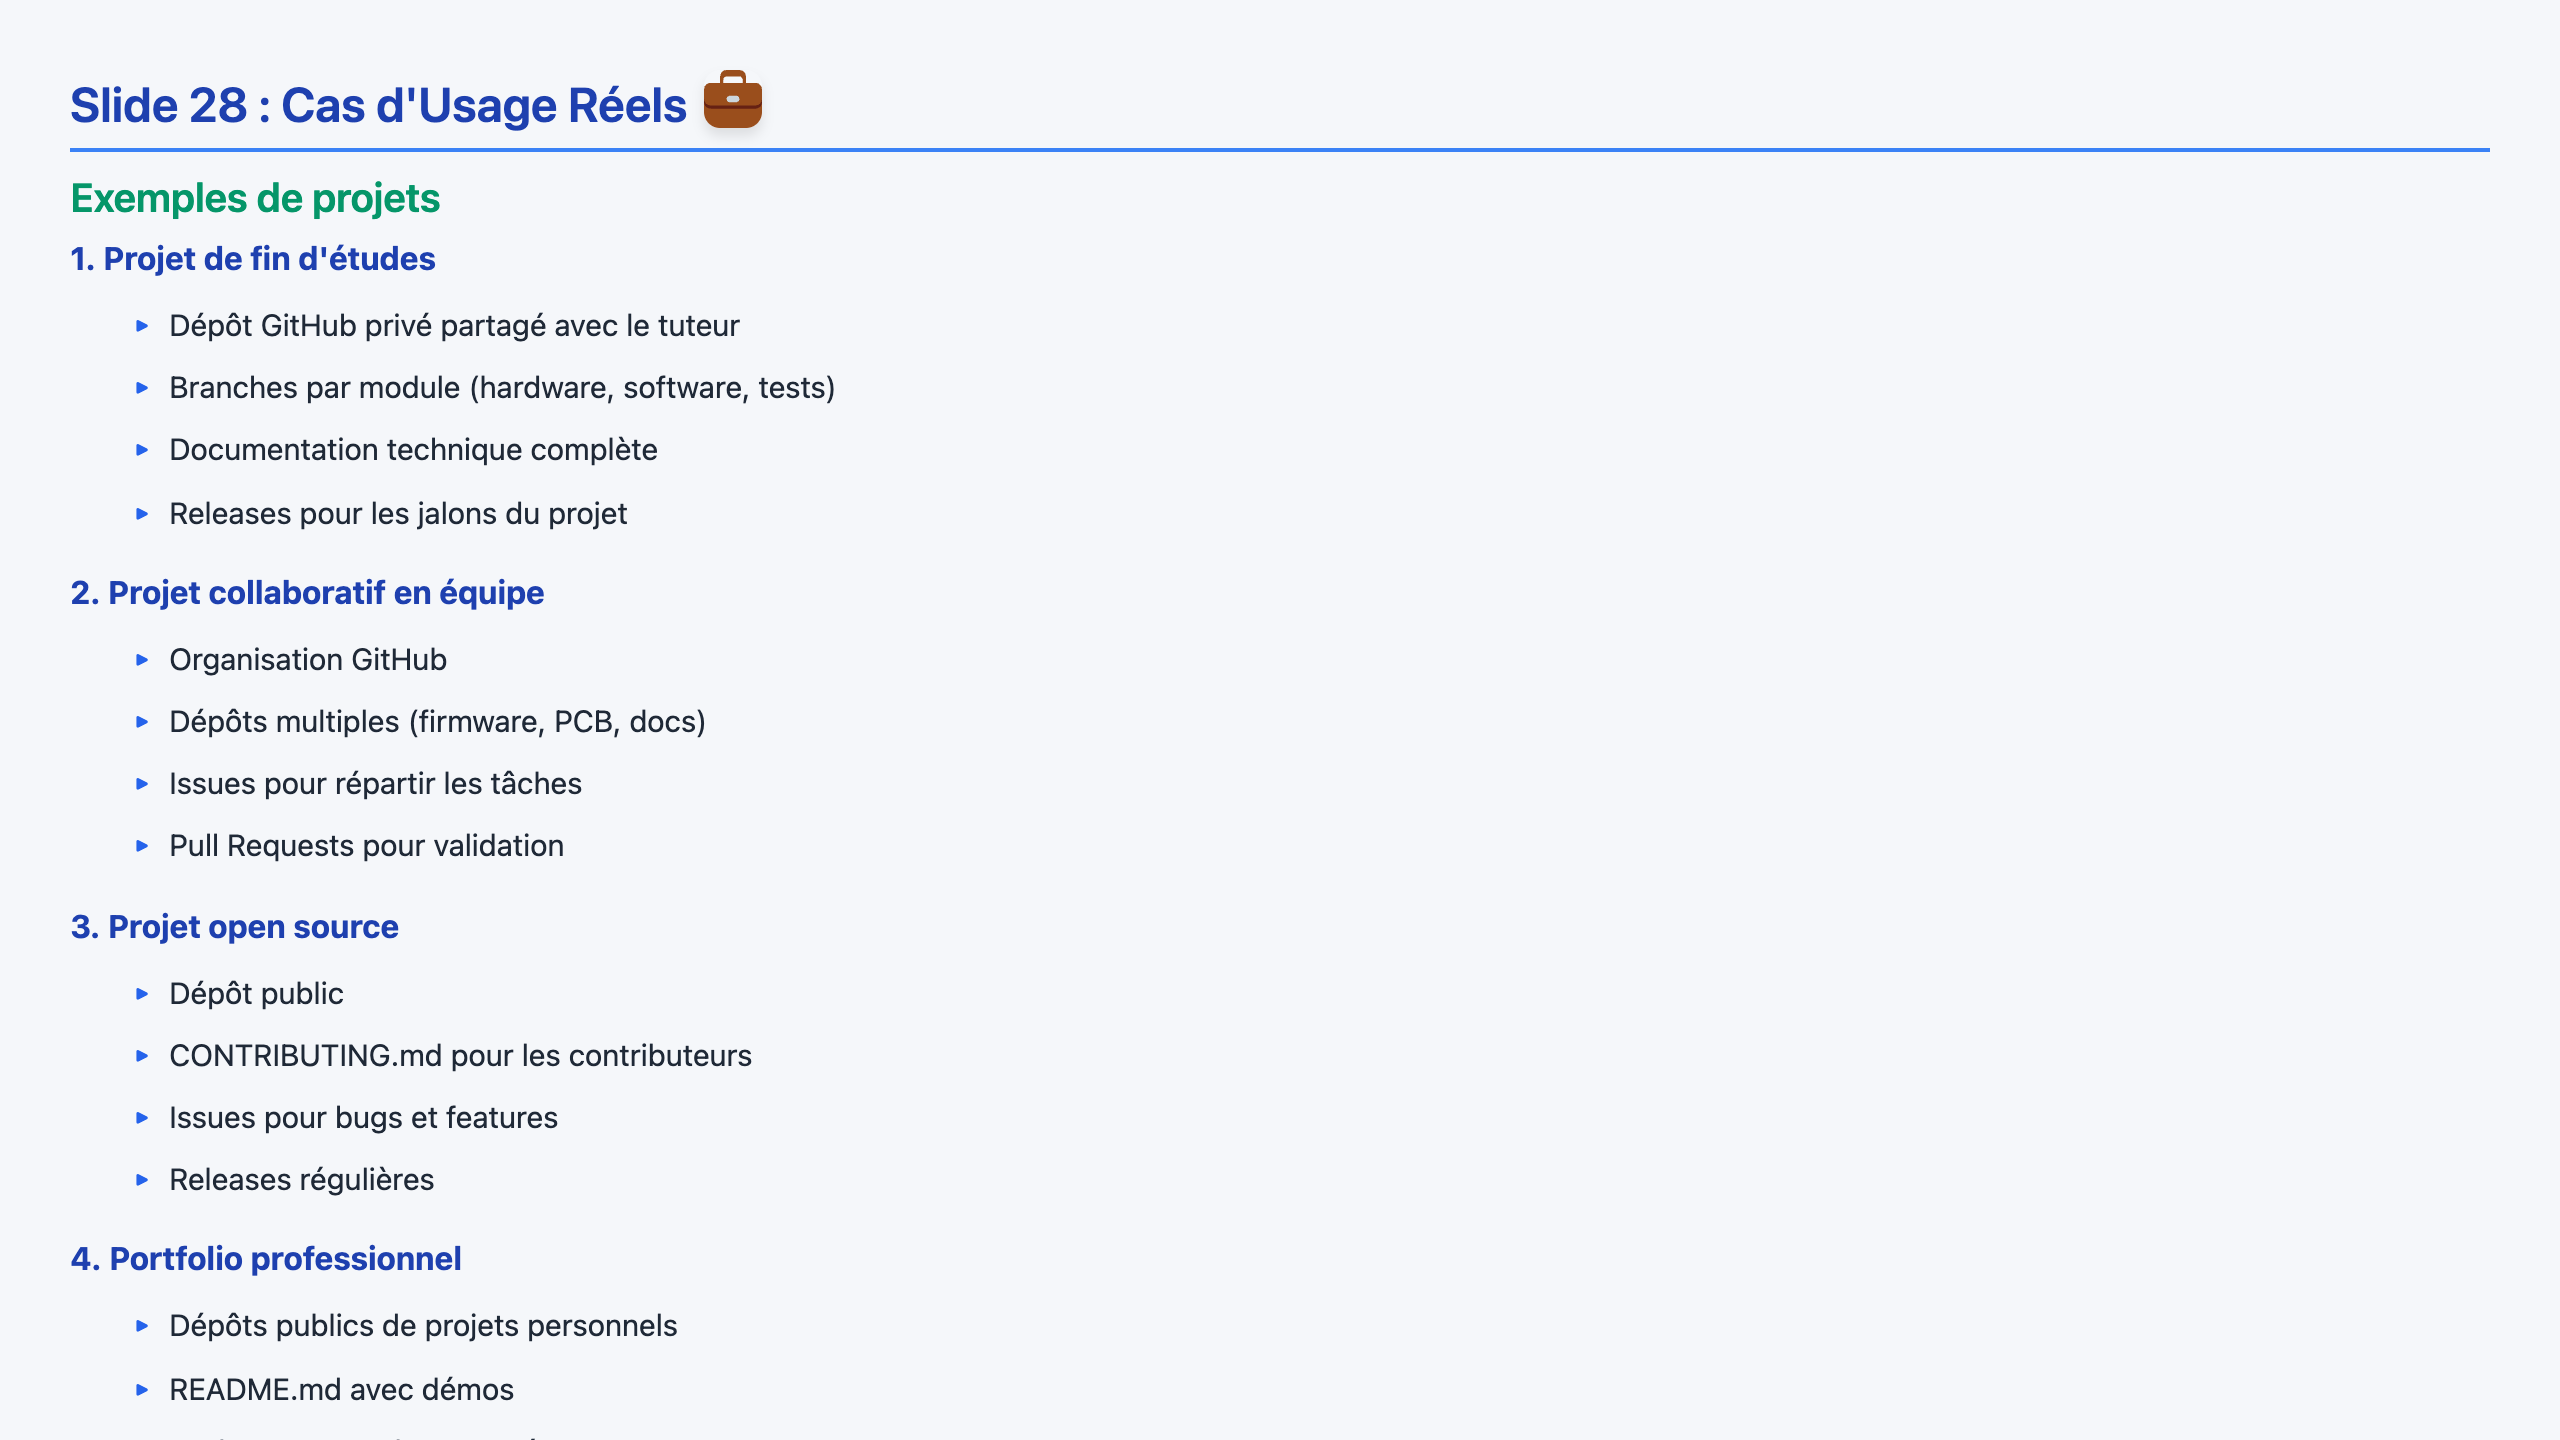 Slide 28 : Cas d'Usage Réels
Exemples de projets
1. Projet de fin d'études
Dépôt GitHub privé partagé avec le tuteur
Branches par module (hardware, software, tests)
Documentation technique complète
Releases pour les jalons du projet
2. Projet collaboratif en équipe
Organisation GitHub
Dépôts multiples (firmware, PCB, docs)
Issues pour répartir les tâches
Pull Requests pour validation
3. Projet open source
Dépôt public
CONTRIBUTING.md pour les contributeurs
Issues pour bugs et features
Releases régulières
4. Portfolio professionnel
Dépôts publics de projets personnels
README.md avec démos